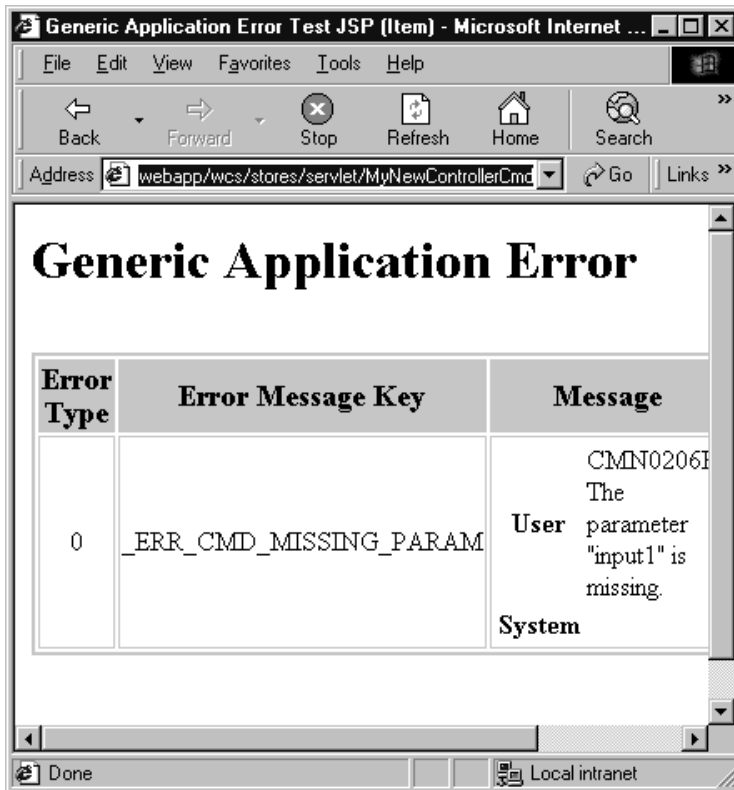 Generic Application Error Test JSP (Item) - Microsoft Internet ...
File Edit View Favorites Tools Help
Back Forward Stop Refresh Home Search »
Address webapp/wcs/stores/servlet/MyNewControllerCmd Go Links »
Generic Application Error
Error
Type
Error Message Key
Message
0
_ERR_CMD_MISSING_PARAM
User
CMN0206
The
parameter
"input1" is
missing.
System
Done
Local intranet